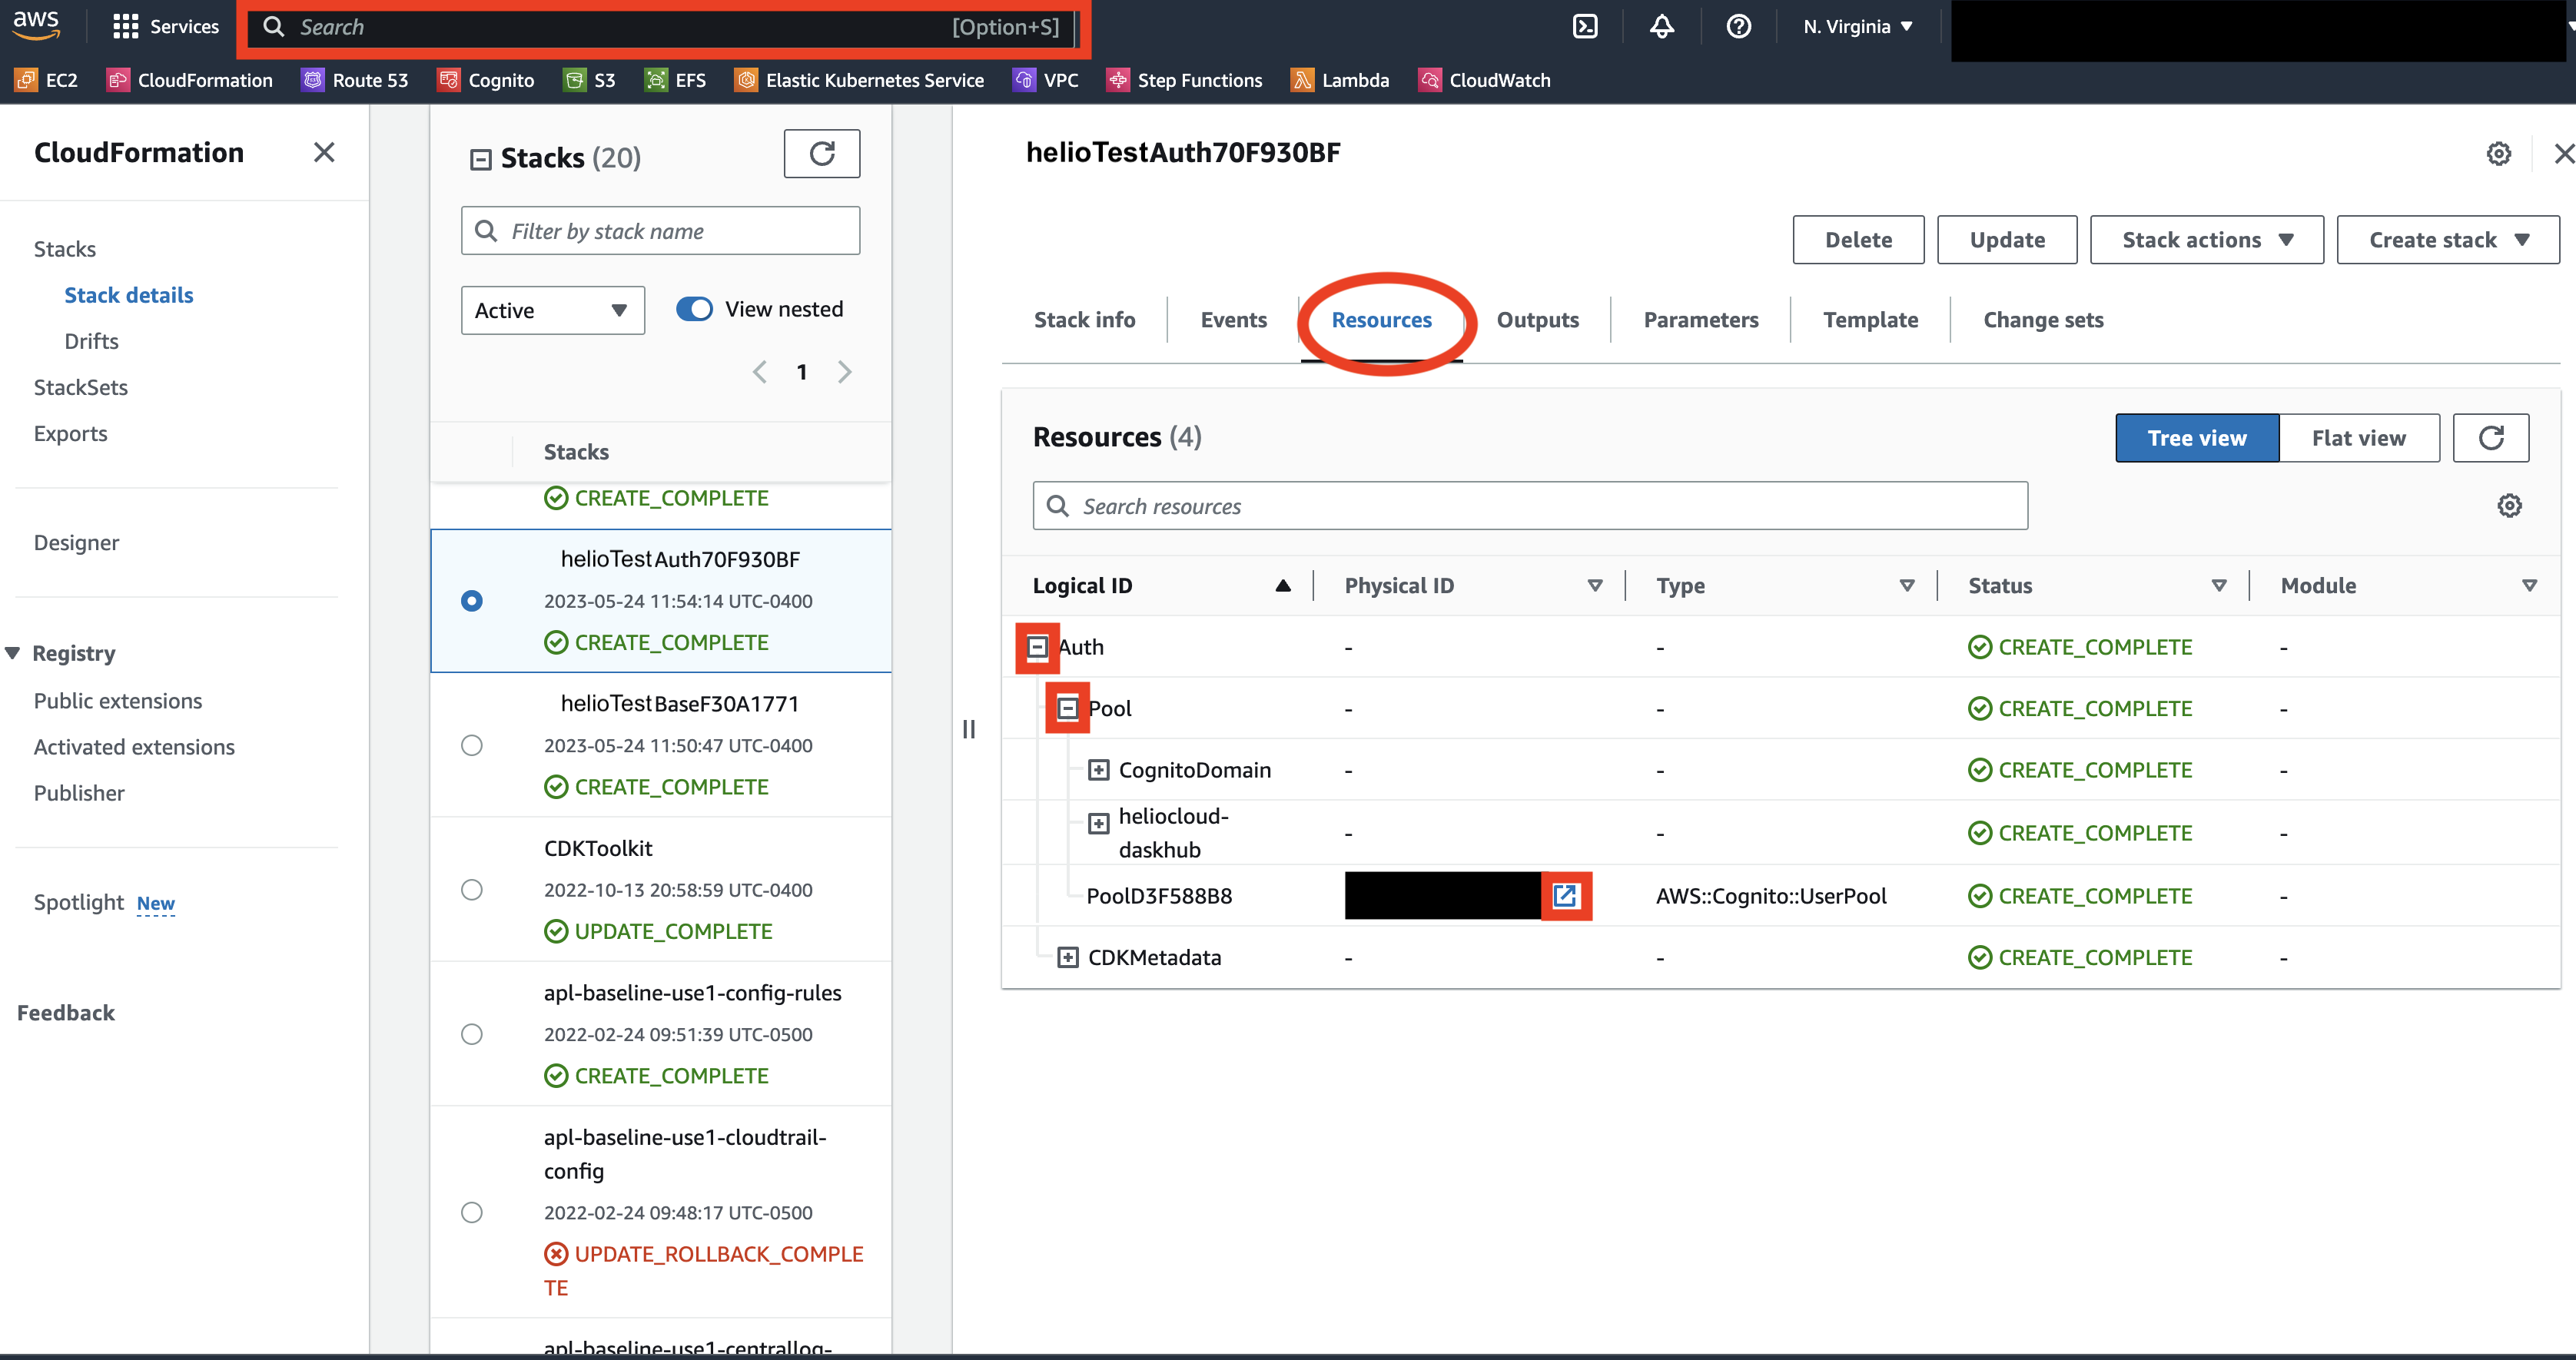 aws
Services
Search
[Option+S]
N. Virginia
EC2
CloudFormation
Route 53
Cognito
S3
EFS
Elastic Kubernetes Service
VPC
Step Functions
Lambda
CloudWatch
CloudFormation
Stacks
Stack details
Drifts
StackSets
Exports
Designer
Registry
Public extensions
Activated extensions
Publisher
Spotlight New
Feedback
Stacks (20)
Filter by stack name
Active
View nested
1
Stacks
CREATE_COMPLETE
helioTestAuth70F930BF
2023-05-24 11:54:14 UTC-0400
CREATE_COMPLETE
helioTestBaseF30A1771
2023-05-24 11:50:47 UTC-0400
CREATE_COMPLETE
CDKToolkit
2022-10-13 20:58:59 UTC-0400
UPDATE_COMPLETE
apl-baseline-use1-config-rules
2022-02-24 09:51:39 UTC-0500
CREATE_COMPLETE
apl-baseline-use1-cloudtrail-
config
2022-02-24 09:48:17 UTC-0500
UPDATE_ROLLBACK_COMPLE
TE
apl-baseline-use1-centrallog-
helioTestAuth70F930BF
Delete
Update
Stack actions
Create stack
Stack info
Events
Resources
Outputs
Parameters
Template
Change sets
Resources (4)
Tree view
Flat view
Search resources
Logical ID
Physical ID
Type
Status
Module
Auth - - CREATE_COMPLETE -
Pool - - CREATE_COMPLETE -
CognitoDomain - - CREATE_COMPLETE -
heliocloud-
daskhub - - CREATE_COMPLETE -
PoolD3F588B8 AWS::Cognito::UserPool CREATE_COMPLETE -
CDKMetadata - - CREATE_COMPLETE -